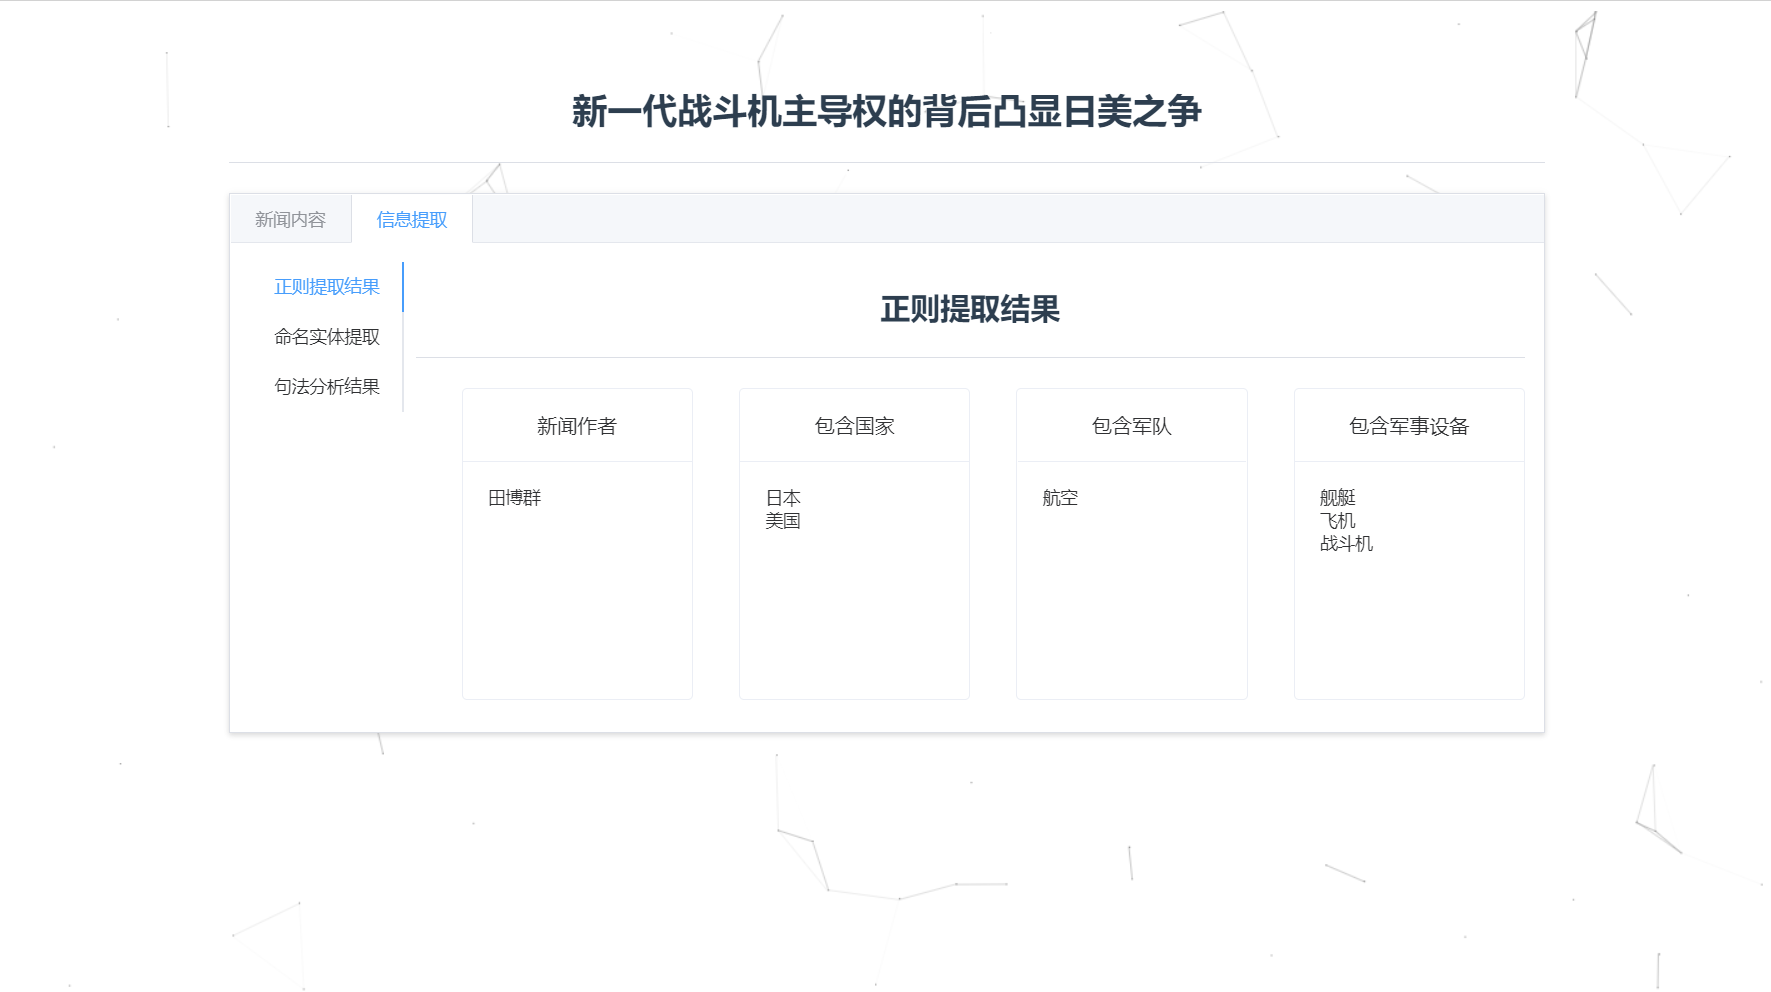 新一代战斗机主导权的背后凸显日美之争
新闻内容
信息提取
正则提取结果
命名实体提取
句法分析结果
正则提取结果
新闻作者
田博群
包含国家
日本
美国
包含军队
航空
包含军事设备
舰艇
飞机
战斗机